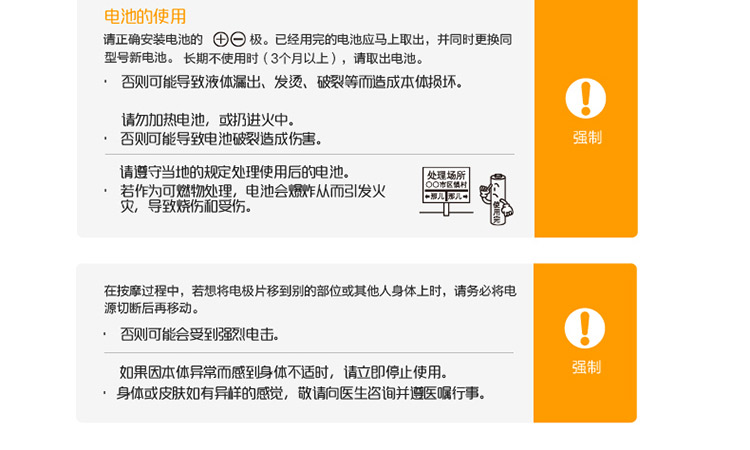 电池的使用
请正确安装电池的 ⊕⊖ 极。已经用完的电池应马上取出，并同时更换同
型号新电池。 长期不使用时（3个月以上），请取出电池。
· 否则可能导致液体漏出、发烫、破裂等而造成本体损坏。
请勿加热电池，或扔进火中。
· 否则可能导致电池破裂造成伤害。
强制
请遵守当地的规定处理使用后的电池。
· 若作为可燃物处理，电池会爆炸从而引发火
灾，导致烧伤和受伤。
处理场所
〇〇市区镇村
←那儿 那儿→
在按摩过程中，若想将电极片移到别的部位或其他人身体上时，请务必将电
源切断后再移动。
· 否则可能会受到强烈电击。
如果因本体异常而感到身体不适时，请立即停止使用。
· 身体或皮肤如有异样的感觉，敬请向医生咨询并遵医嘱行事。
强制